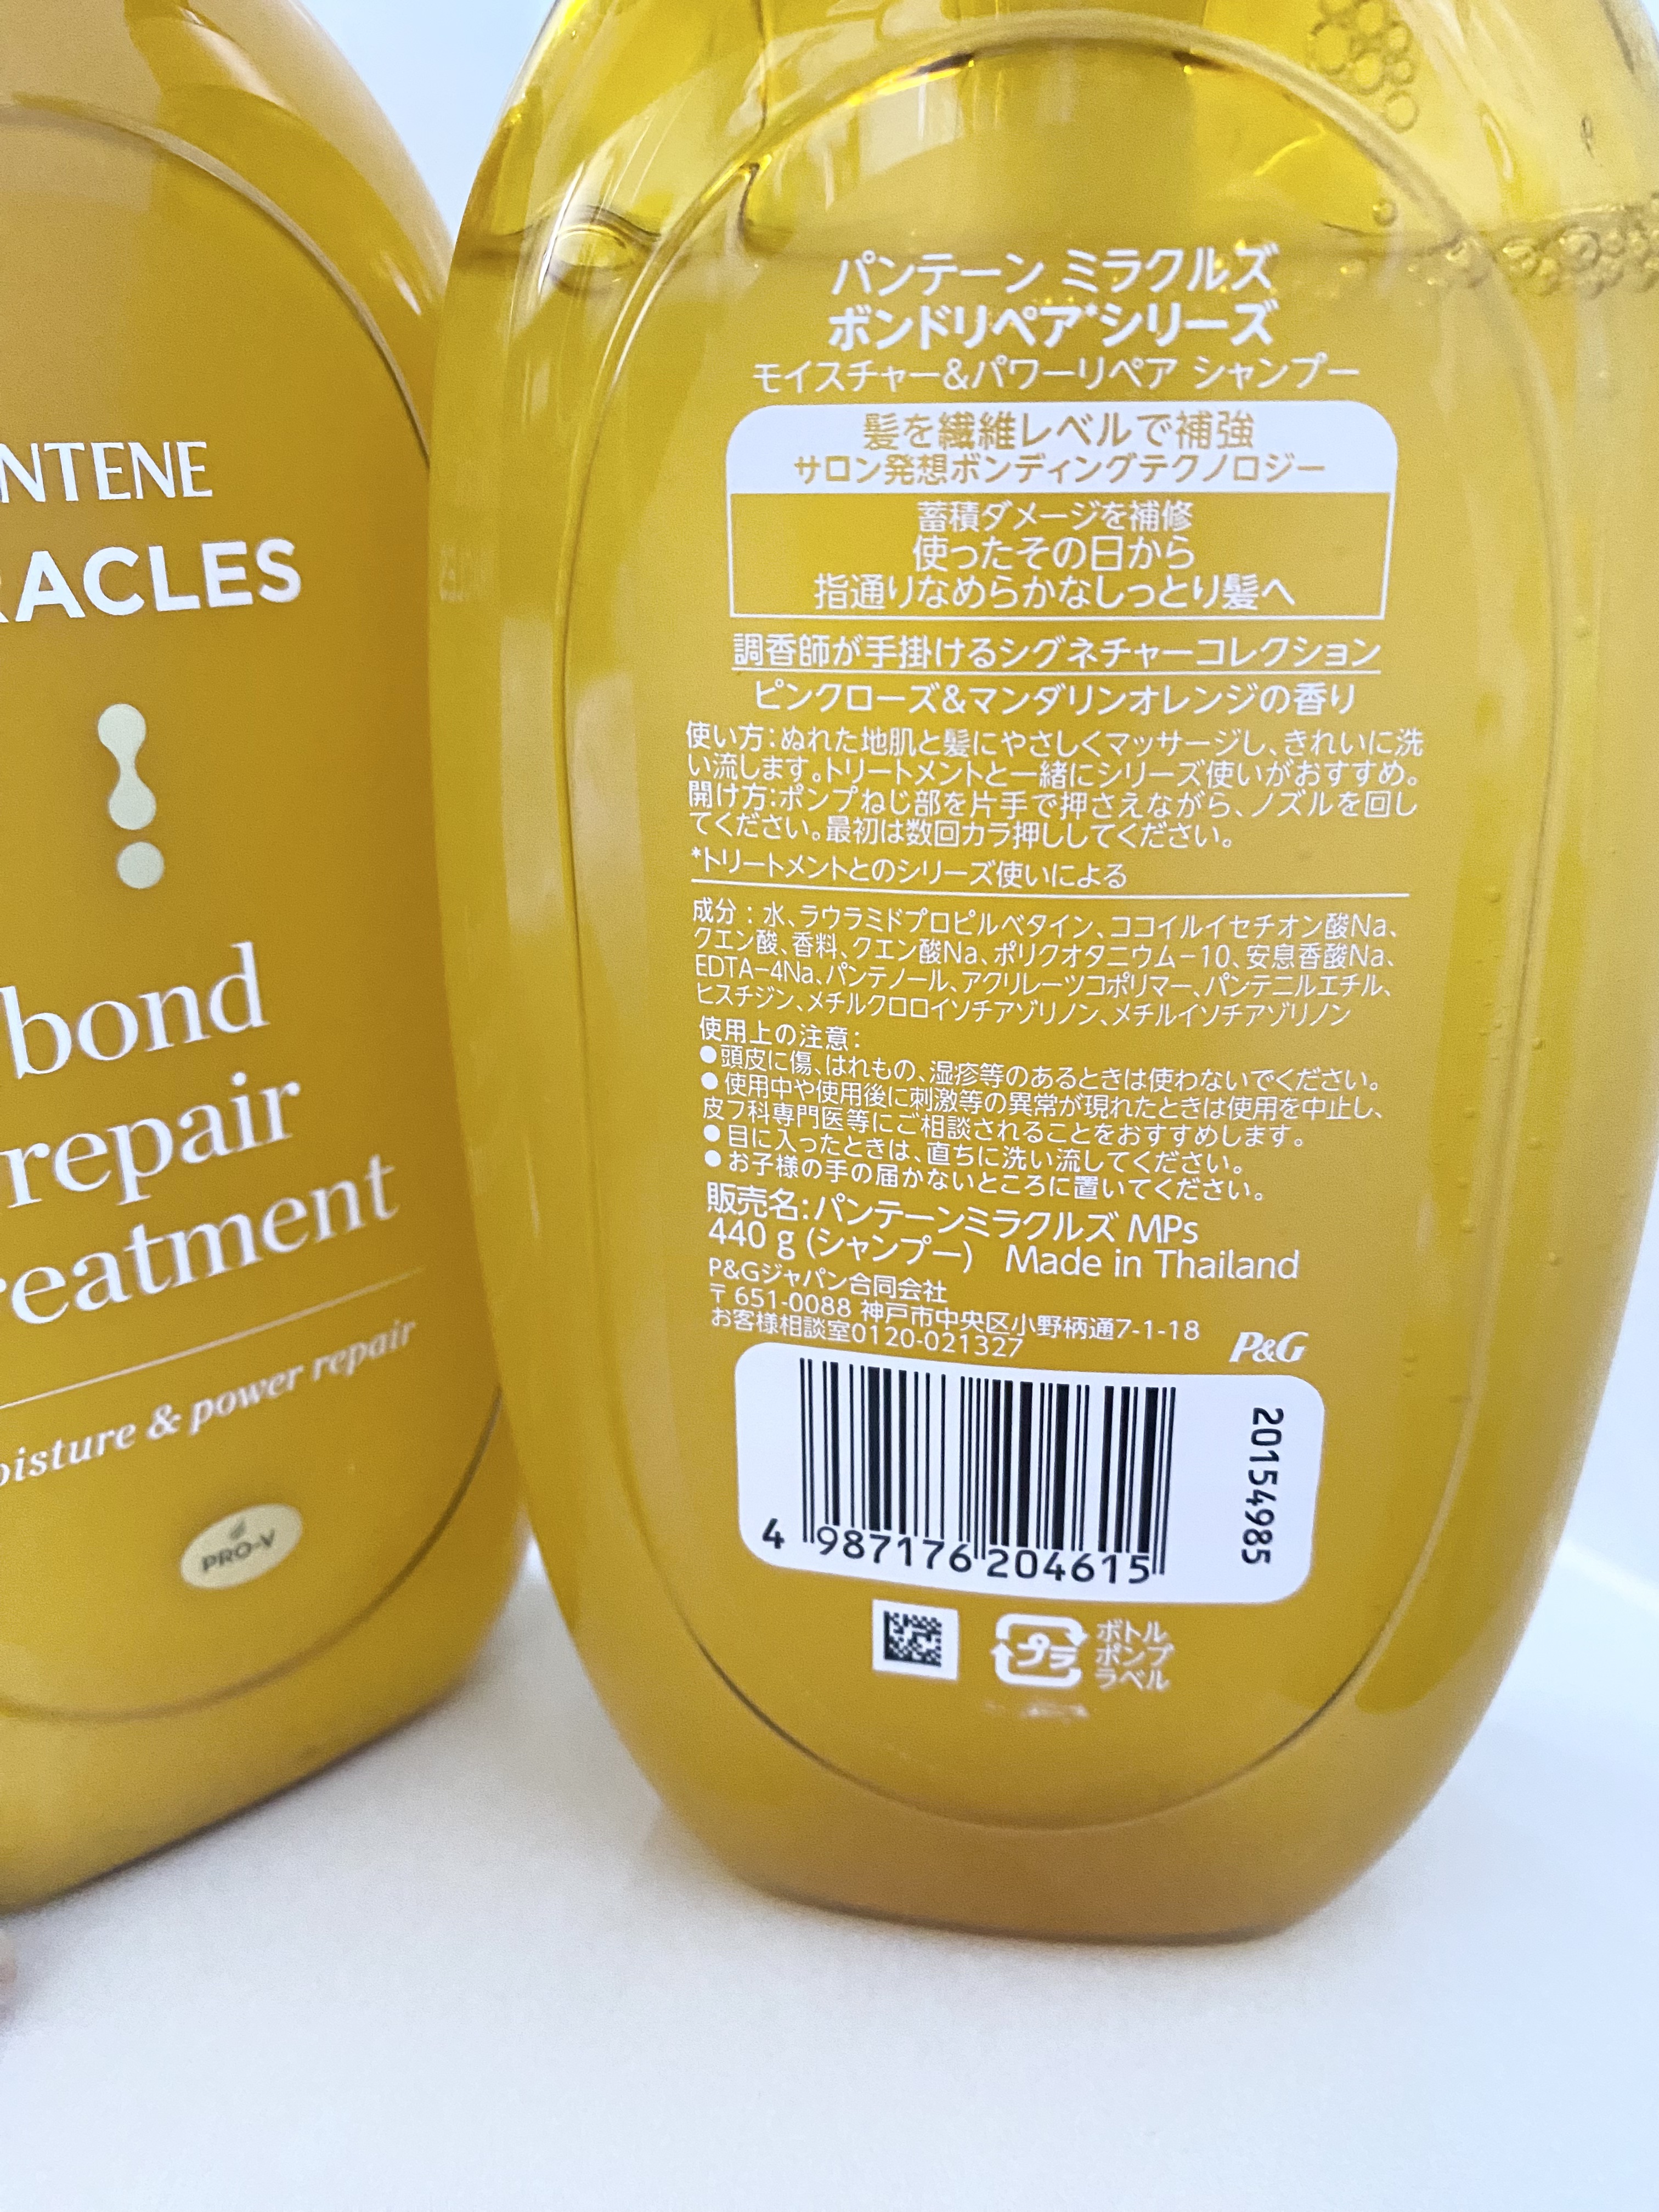 NTENE
RACLES
bond
repair
reatment
oisture & power repair
PRO-V
パンテーン ミラクルズ
ボンドリペア*シリーズ
モイスチャー&パワーリペア シャンプー
髪を繊維レベルで補強
サロン発想ボンディングテクノロジー
蓄積ダメージを補修
使ったその日から
指通りなめらかなしっとり髪へ
調香師が手掛けるシグネチャーコレクション
ピンクローズ&マンダリンオレンジの香り
使い方:ぬれた地肌と髪にやさしくマッサージし、きれいに洗
い流します。トリートメントと一緒にシリーズ使いがおすすめ。
開け方:ポンプねじ部を片手で押さえながら、ノズルを回し
てください。最初は数回カラ押ししてください。
*トリートメントとのシリーズ使いによる
成分:水、ラウラミドプロピルベタイン、ココイルイセチオン酸Na、
クエン酸、香料、クエン酸Na、ポリクオタニウム-10、安息香酸Na、
EDTA-4Na、パンテノール、アクリレーツコポリマー、パンテニルエチル、
ヒスチジン、メチルクロロイソチアゾリノン、メチルイソチアゾリノン
使用上の注意:
●頭皮に傷、はれもの、湿疹等のあるときは使わないでください。
●使用中や使用後に刺激等の異常が現れたときは使用を中止し、
皮フ科専門医等にご相談されることをおすすめします。
●目に入ったときは、直ちに洗い流してください。
●お子様の手の届かないところに置いてください。
販売名:パンテーンミラクルズ MPs
440 g (シャンプー) Made in Thailand
P&Gジャパン合同会社
〒651-0088 神戸市中央区小野柄通7-1-18
お客様相談室0120-021327
P&G
4 987176 204615
20154985
プラ
ボトル
ポンプ
ラベル